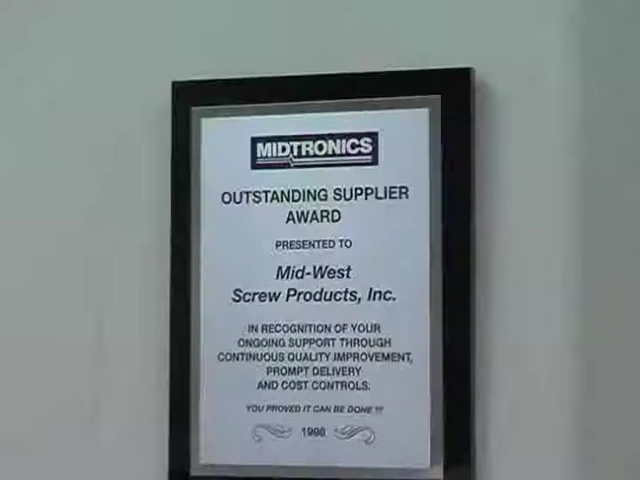 MIDTRONICS
OUTSTANDING SUPPLIER
AWARD
PRESENTED TO
Mid-West
Screw Products, Inc.
IN RECOGNITION OF YOUR
ONGOING SUPPORT THROUGH
CONTINUOUS QUALITY IMPROVEMENT,
PROMPT DELIVERY
AND COST CONTROLS.
YOU PROVED IT CAN BE DONE !!!
1998